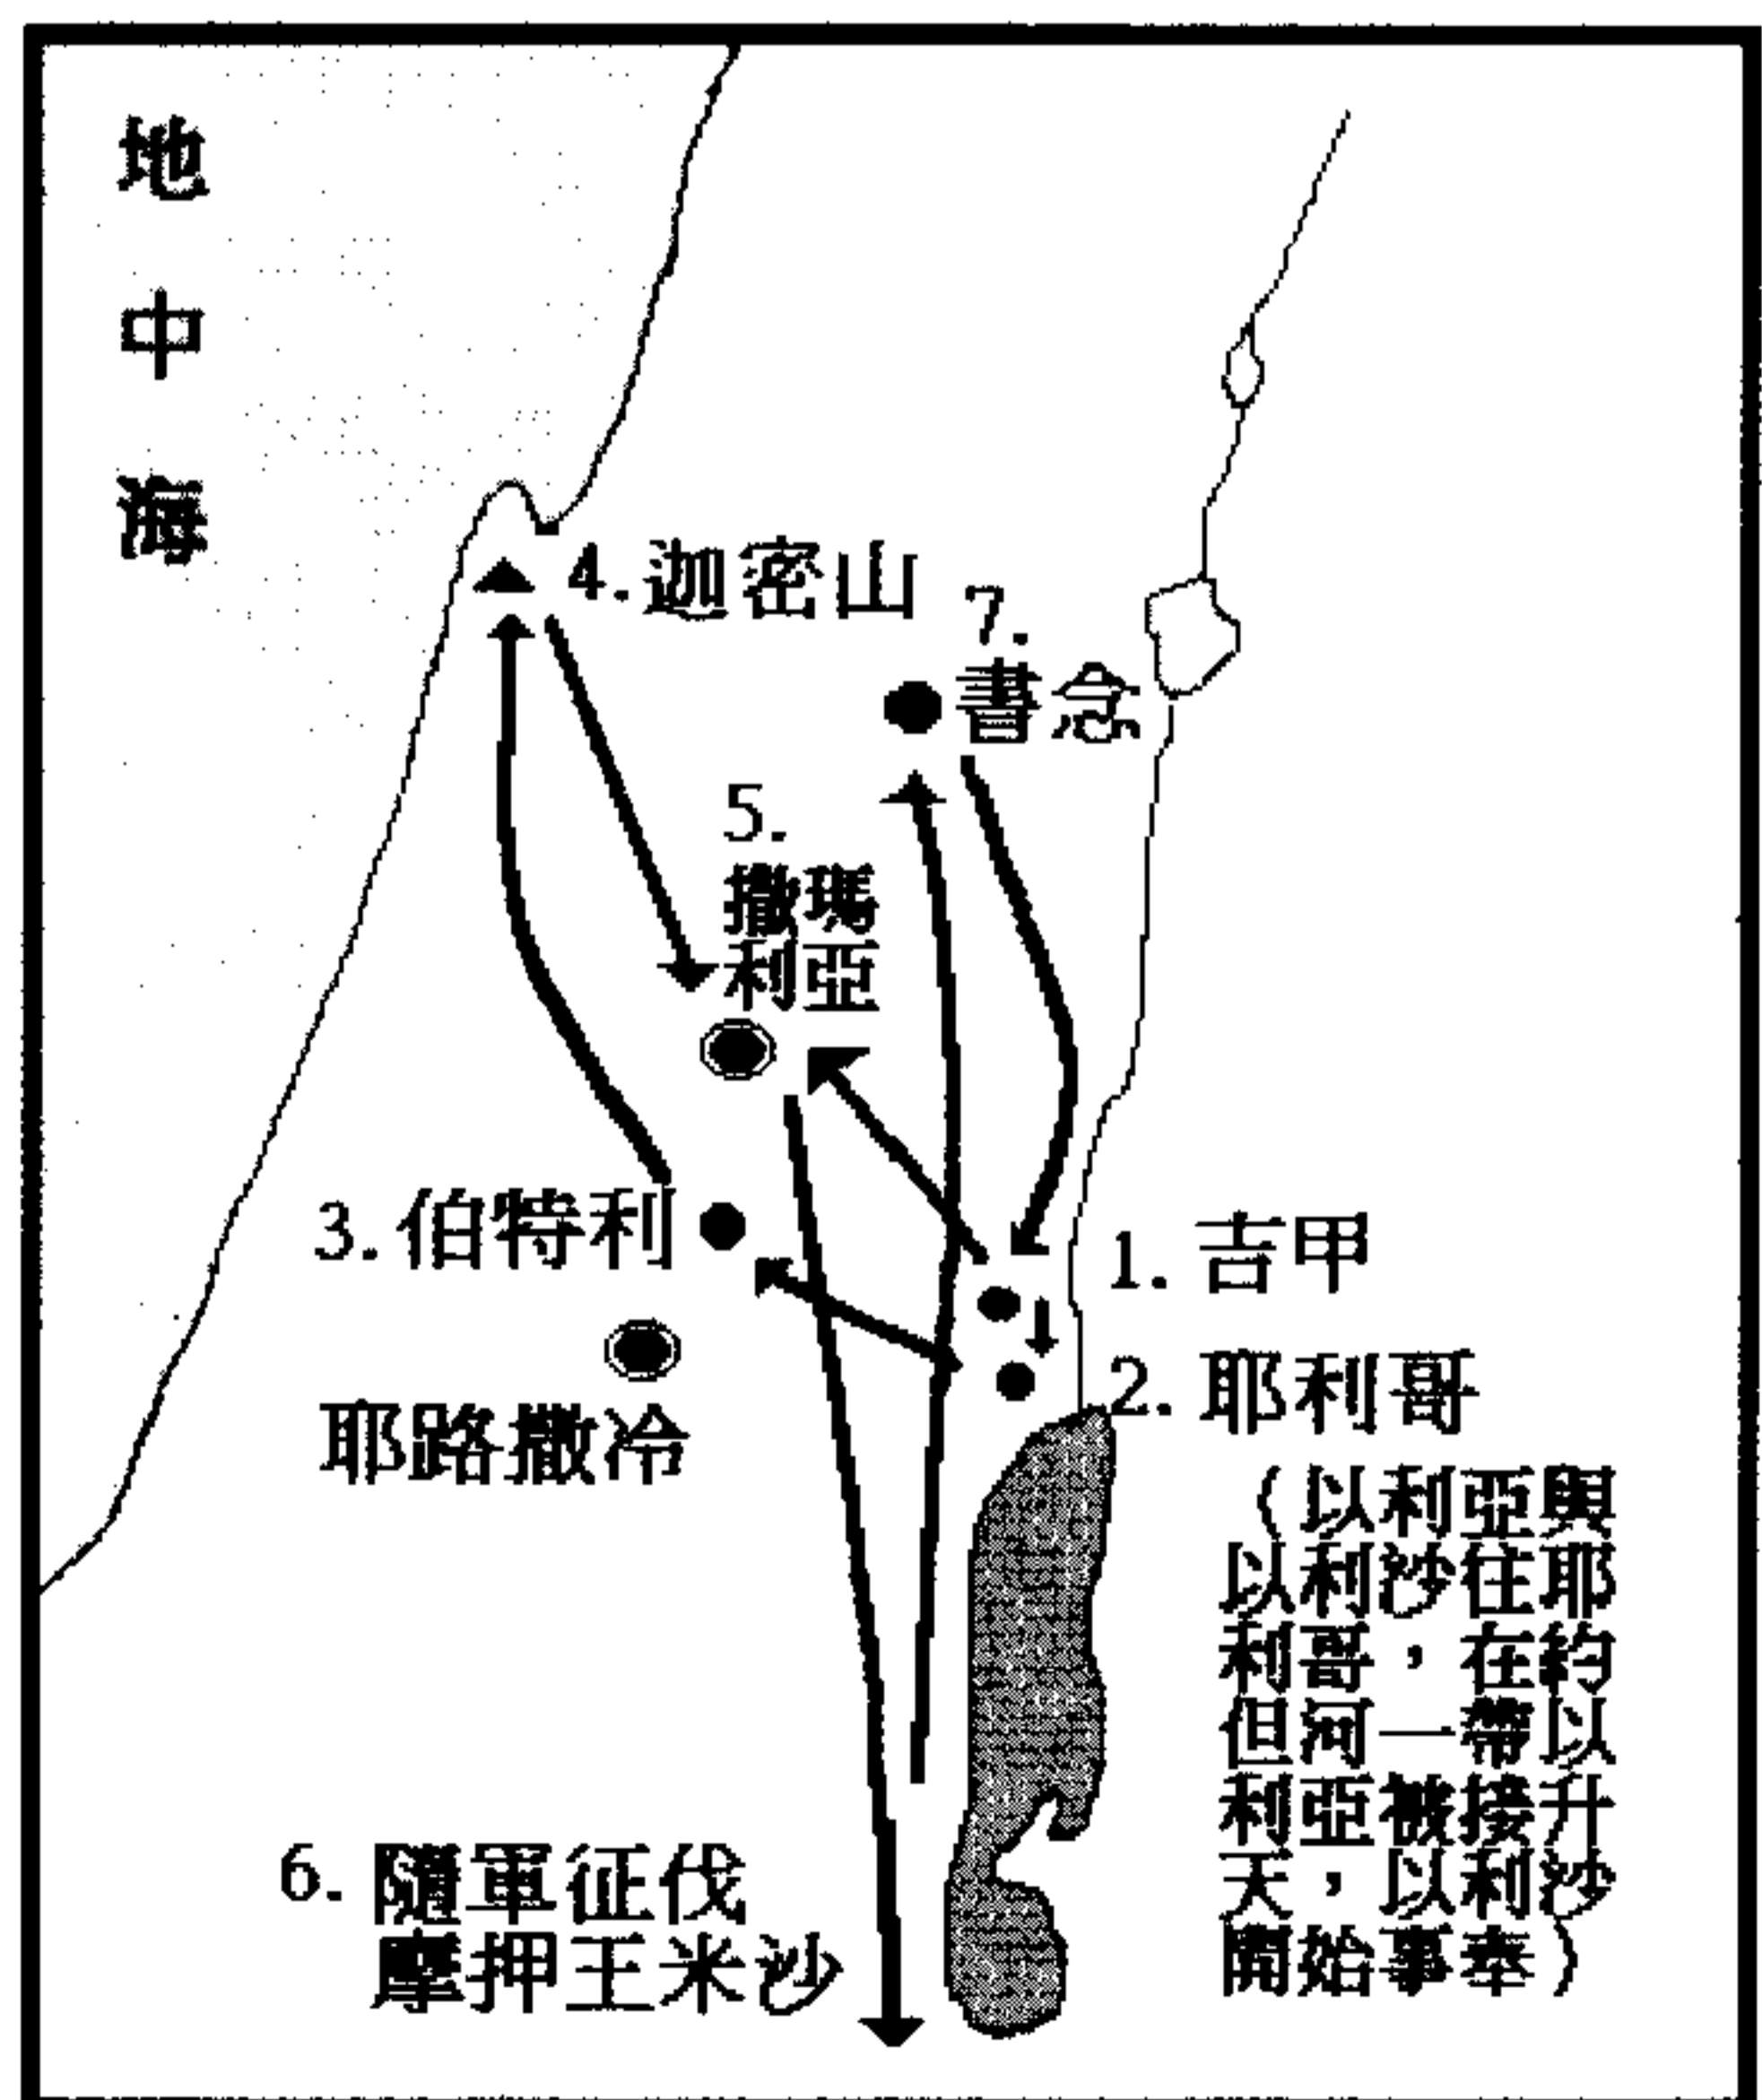 地中海
4.迦密山
7.
書念
5.
撒瑪
利亞
3.伯特利
1.吉甲
2.耶利哥
耶路撒冷
(以利亞與
以利沙往耶
利哥，在約
但河一帶以
利亞被接升
天，以利沙
開始事奉)
6.隨軍征伐
摩押王米沙